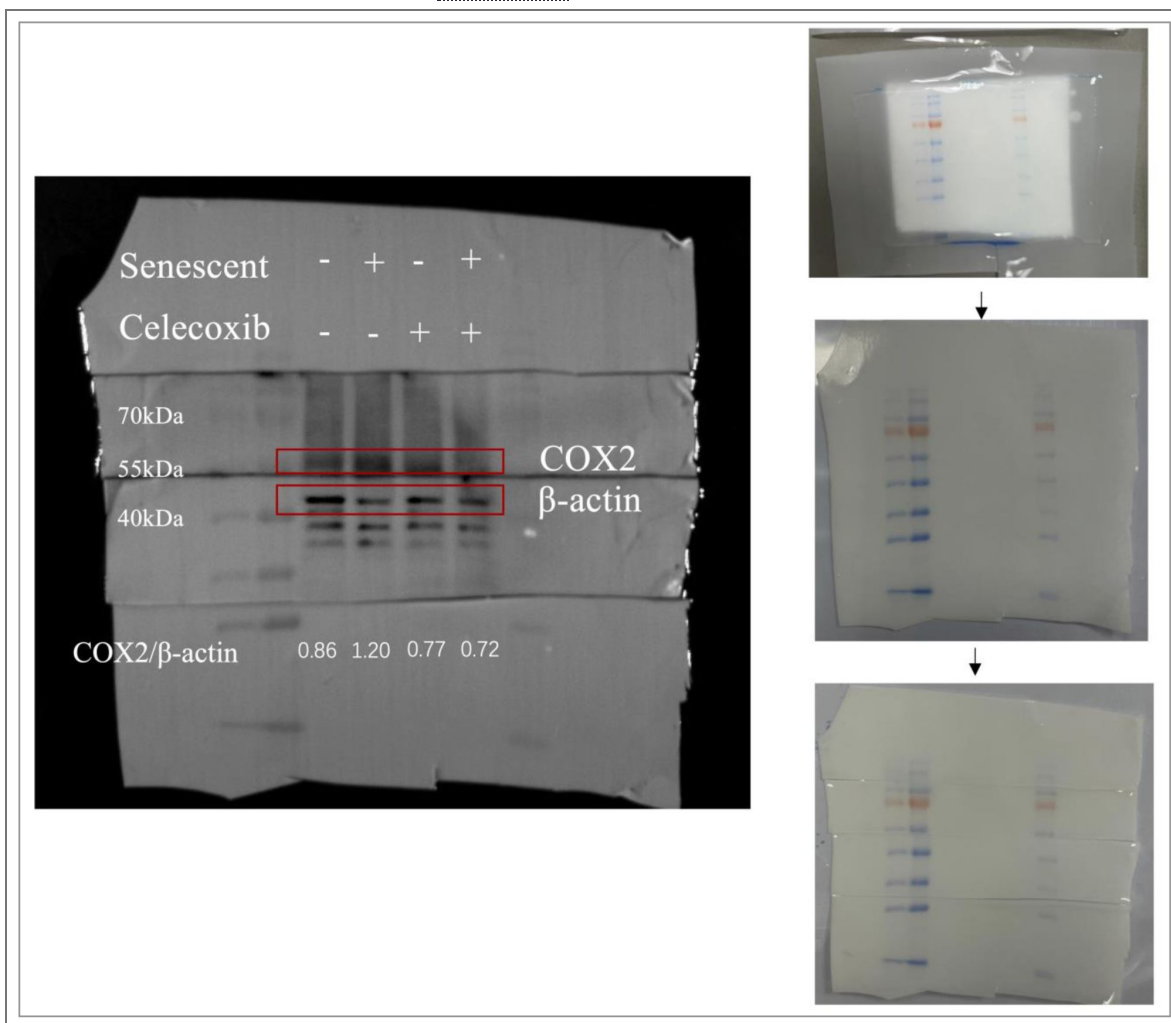 Senescent - + - +
Celecoxib - - + +
70kDa
55kDa
COX2
β-actin
40kDa
COX2/β-actin 0.86 1.20 0.77 0.72